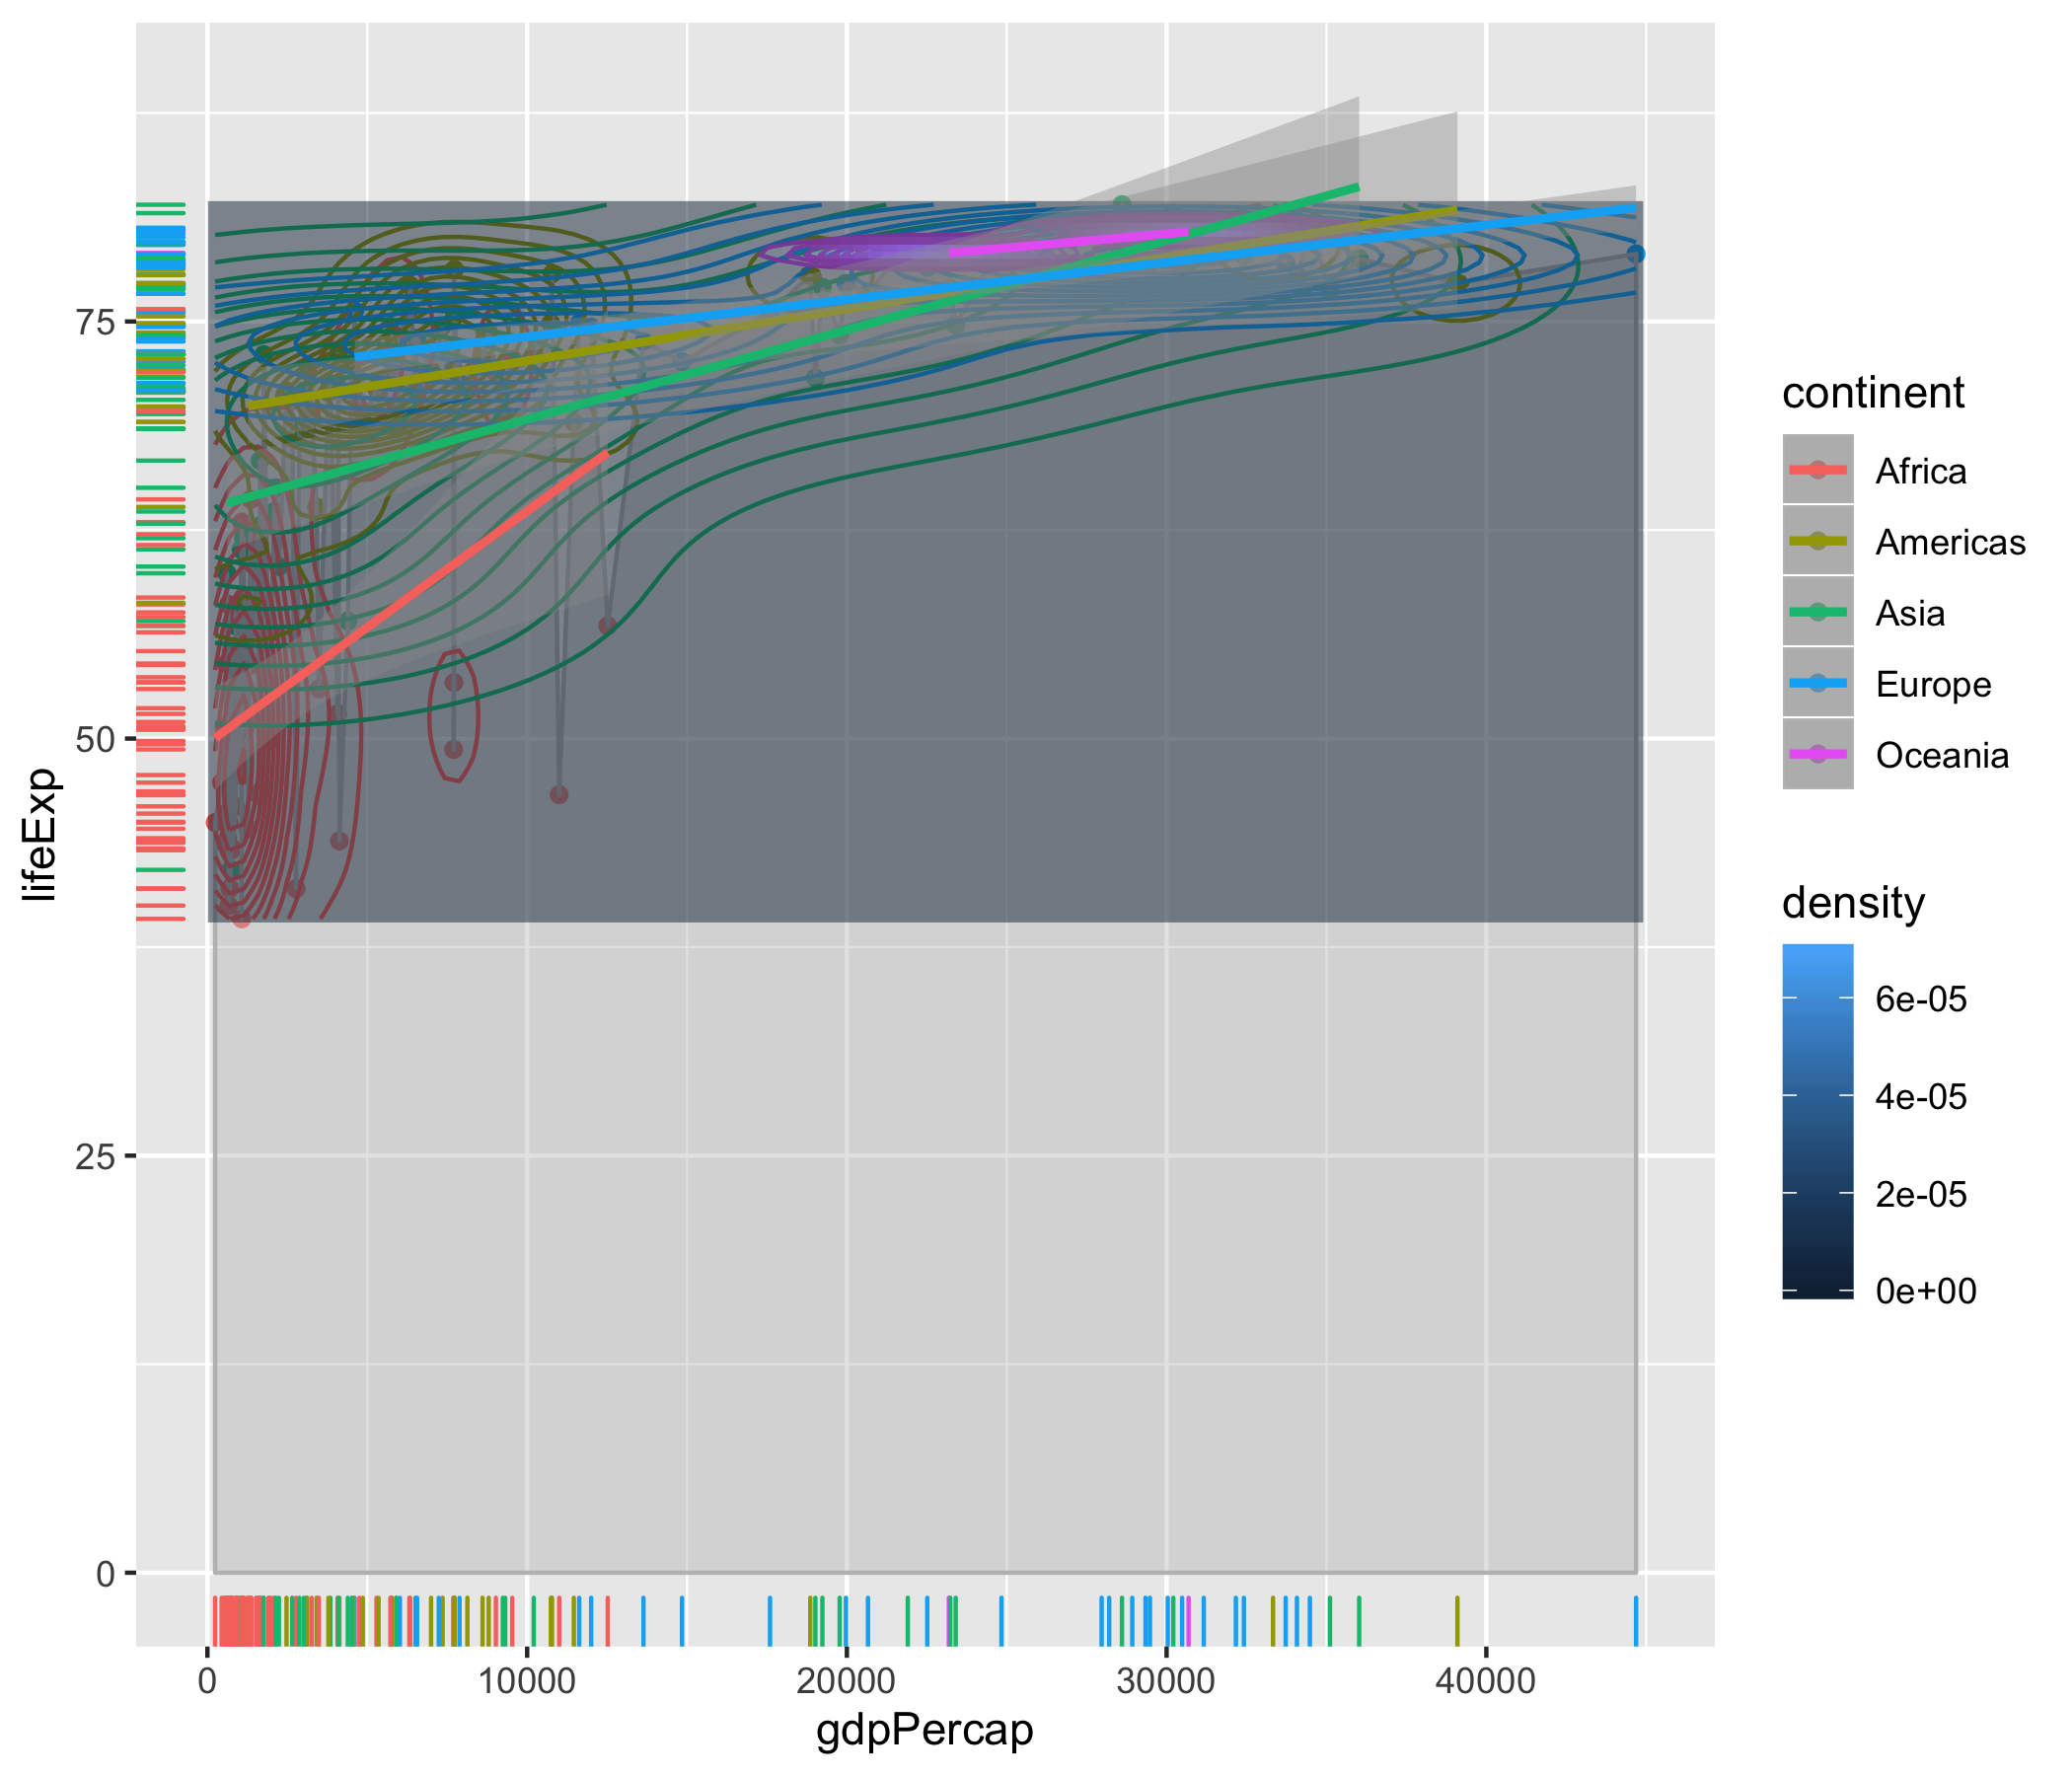 lifeExp
75
50
25
0
0
10000
20000
30000
40000
gdpPercap
continent
Africa
Americas
Asia
Europe
Oceania
density
6e-05
4e-05
2e-05
0e+00